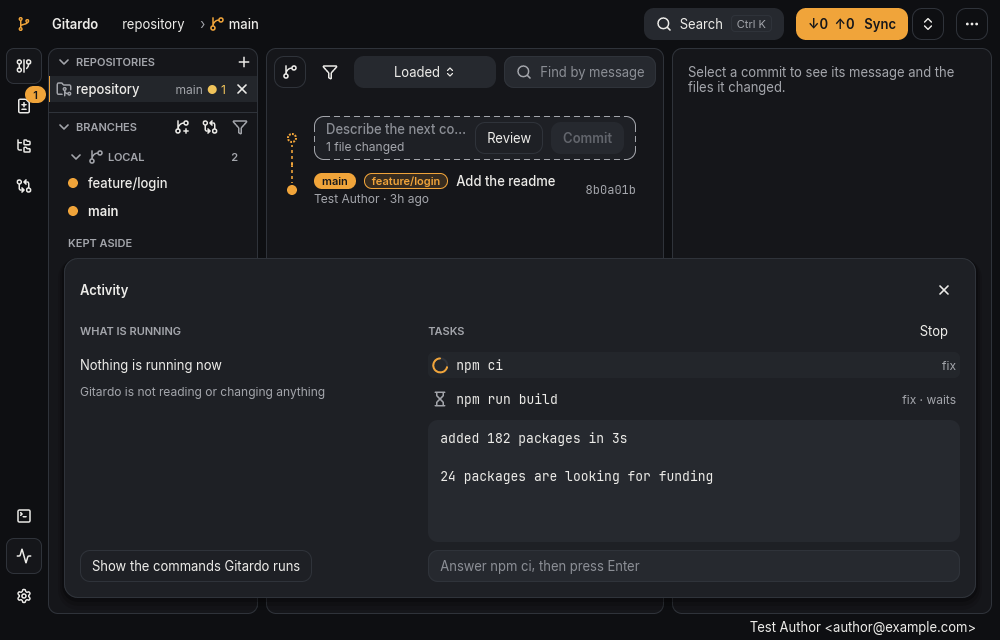 Gitardo
repository
main
Search
Ctrl K
↓0 ↑0 Sync
REPOSITORIES
repository
main
1
1
BRANCHES
LOCAL
2
feature/login
main
KEPT ASIDE
Loaded
Find by message
Describe the next co...
1 file changed
Review
Commit
main
feature/login
Add the readme
Test Author · 3h ago
8b0a01b
Select a commit to see its message and the
files it changed.
Activity
WHAT IS RUNNING
Nothing is running now
Gitardo is not reading or changing anything
Show the commands Gitardo runs
TASKS
Stop
npm ci
fix
npm run build
fix · waits
added 182 packages in 3s
24 packages are looking for funding
Answer npm ci, then press Enter
Test Author <author@example.com>